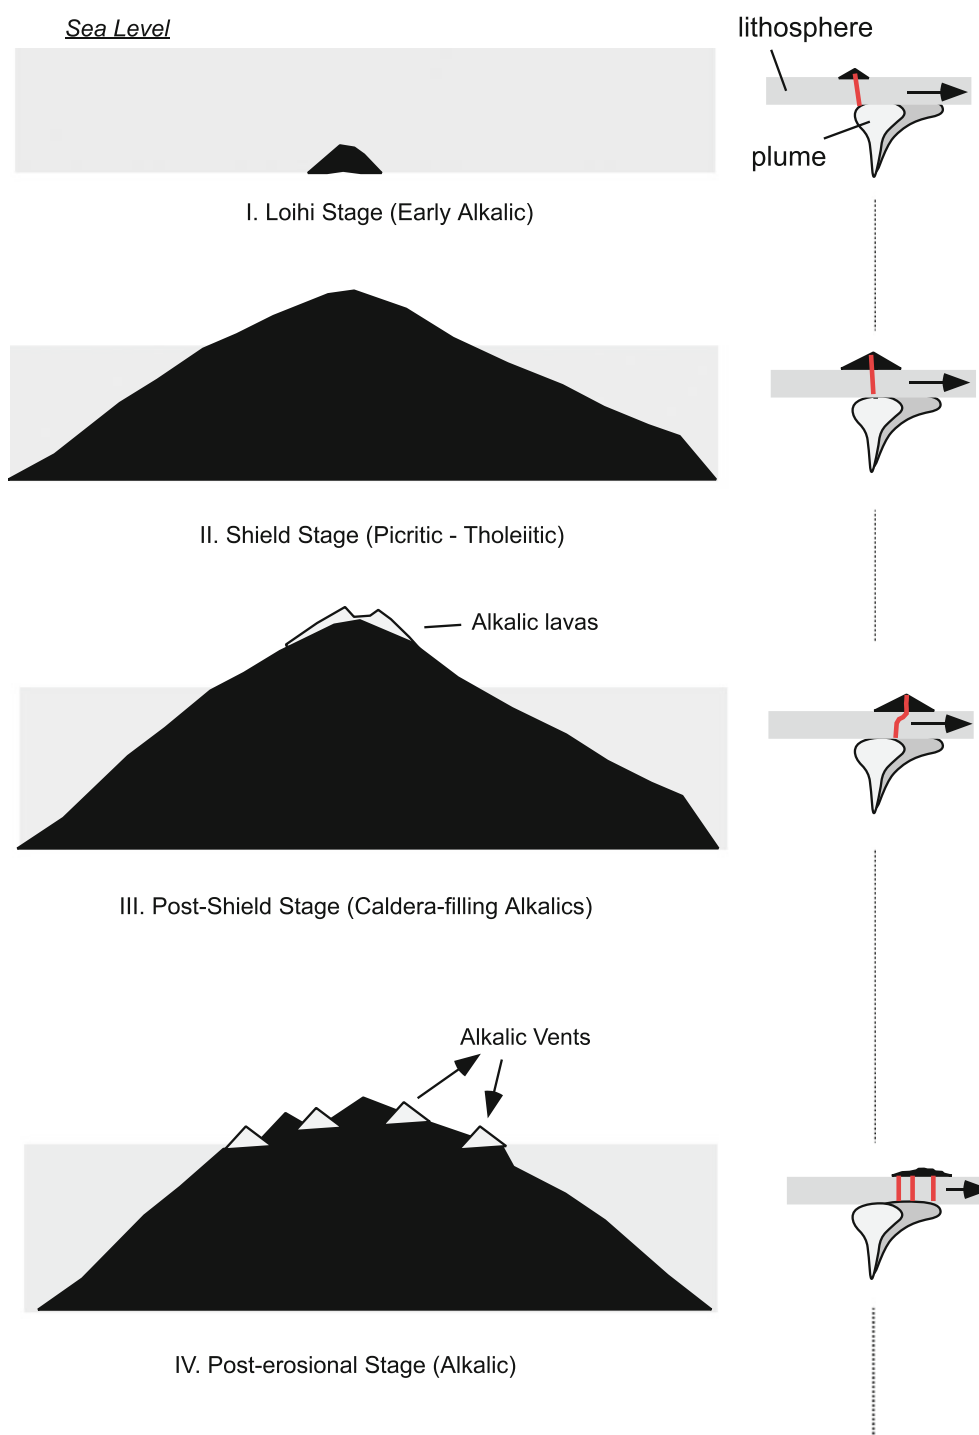 Sea Level
lithosphere
plume
I. Loihi Stage (Early Alkalic)
II. Shield Stage (Picritic - Tholeiitic)
Alkalic lavas
III. Post-Shield Stage (Caldera-filling Alkalics)
Alkalic Vents
IV. Post-erosional Stage (Alkalic)